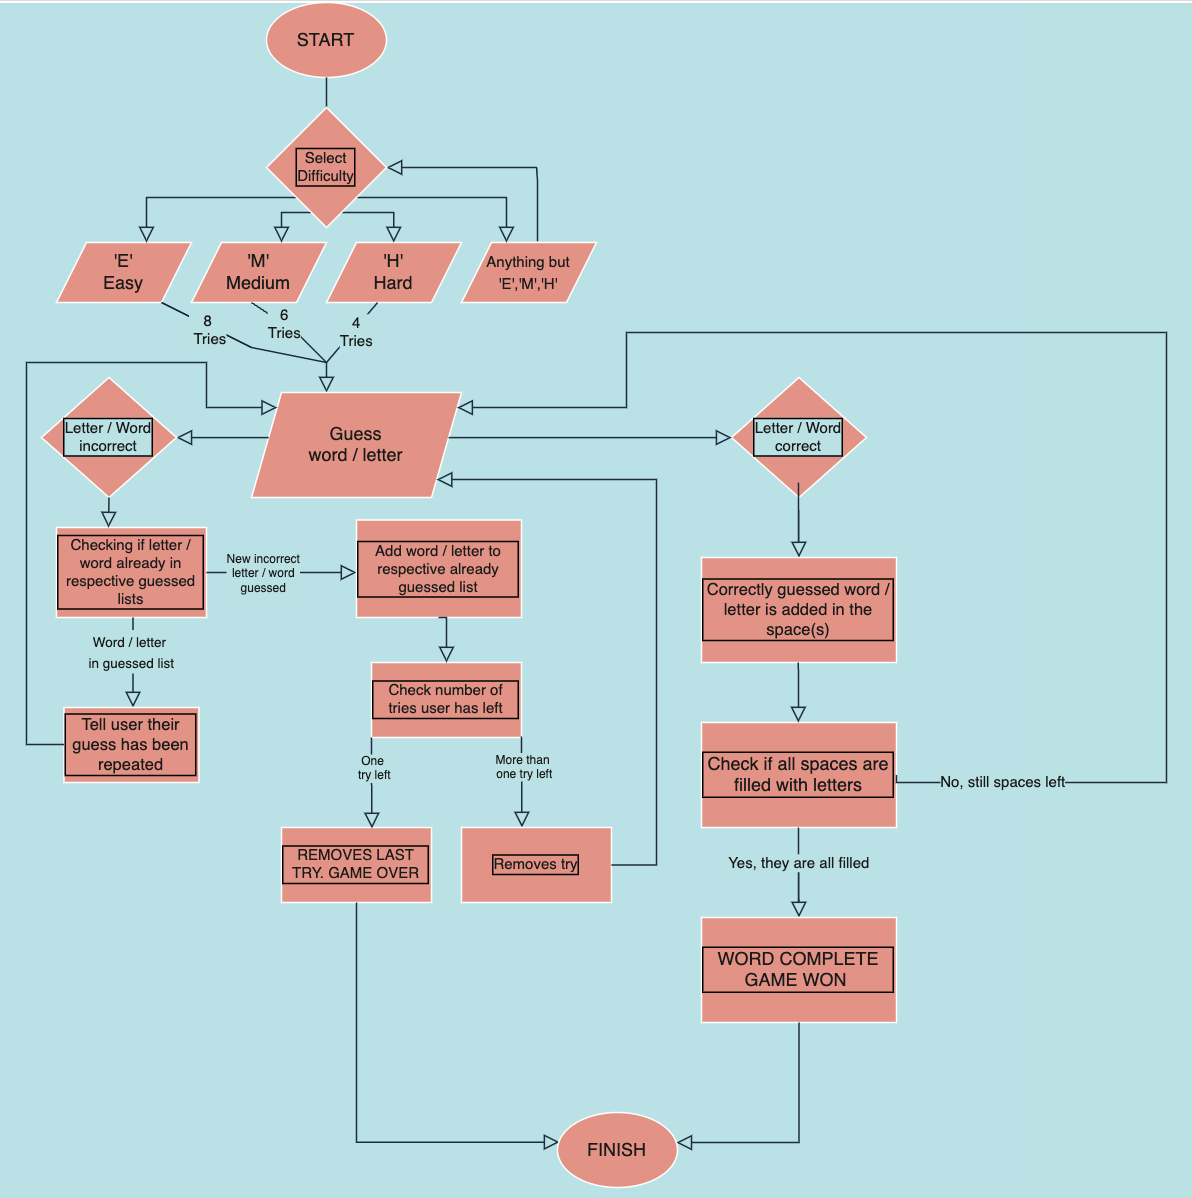 START
Select
Difficulty
'E'
Easy
'M'
Medium
'H'
Hard
Anything but
'E','M','H'
8
Tries
6
Tries
4
Tries
Letter / Word
incorrect
Guess
word / letter
Letter / Word
correct
Checking if letter /
word already in
respective guessed
lists
New incorrect
letter / word
guessed
Add word / letter to
respective already
guessed list
Correctly guessed word /
letter is added in the
space(s)
Word / letter
in guessed list
Check number of
tries user has left
Tell user their
guess has been
repeated
One
try left
More than
one try left
Check if all spaces are
filled with letters
No, still spaces left
REMOVES LAST
TRY. GAME OVER
Removes try
Yes, they are all filled
WORD COMPLETE
GAME WON
FINISH